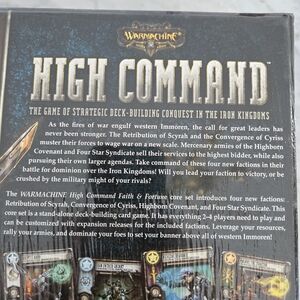 WARMACHINE
HIGH COMMAND
THE GAME OF STRATEGIC DECK-BUILDING CONQUEST IN THE IRON KINGDOMS
As the fires of war engulf western Immoren, the call for great leaders has
never been stronger. The Retribution of Scyrah and the Convergence of Cyriss
muster their forces to wage war on a new scale. Mercenary armies of the Highborn
Covenant and Four Star Syndicate sell their services to the highest bidder, while also
pursuing their own larger agendas. Take command of these four new factions in their
battle for dominion over the Iron Kingdoms! Will you lead your faction to victory, or be
crushed by the military might of your rivals?
The WARMACHINE High Command Faith & Fortune core set introduces four new factions:
Retribution of Scyrah, Convergence of Cyriss, Highborn Covenant, and Four Star Syndicate. This
core set is a stand-alone deck-building card game. It has everything 2-4 players need to play and
can be customized with expansion releases for the included factions. Leverage your resources,
rally your armies, and dominate your foes to set your banner above all of western Immoren!